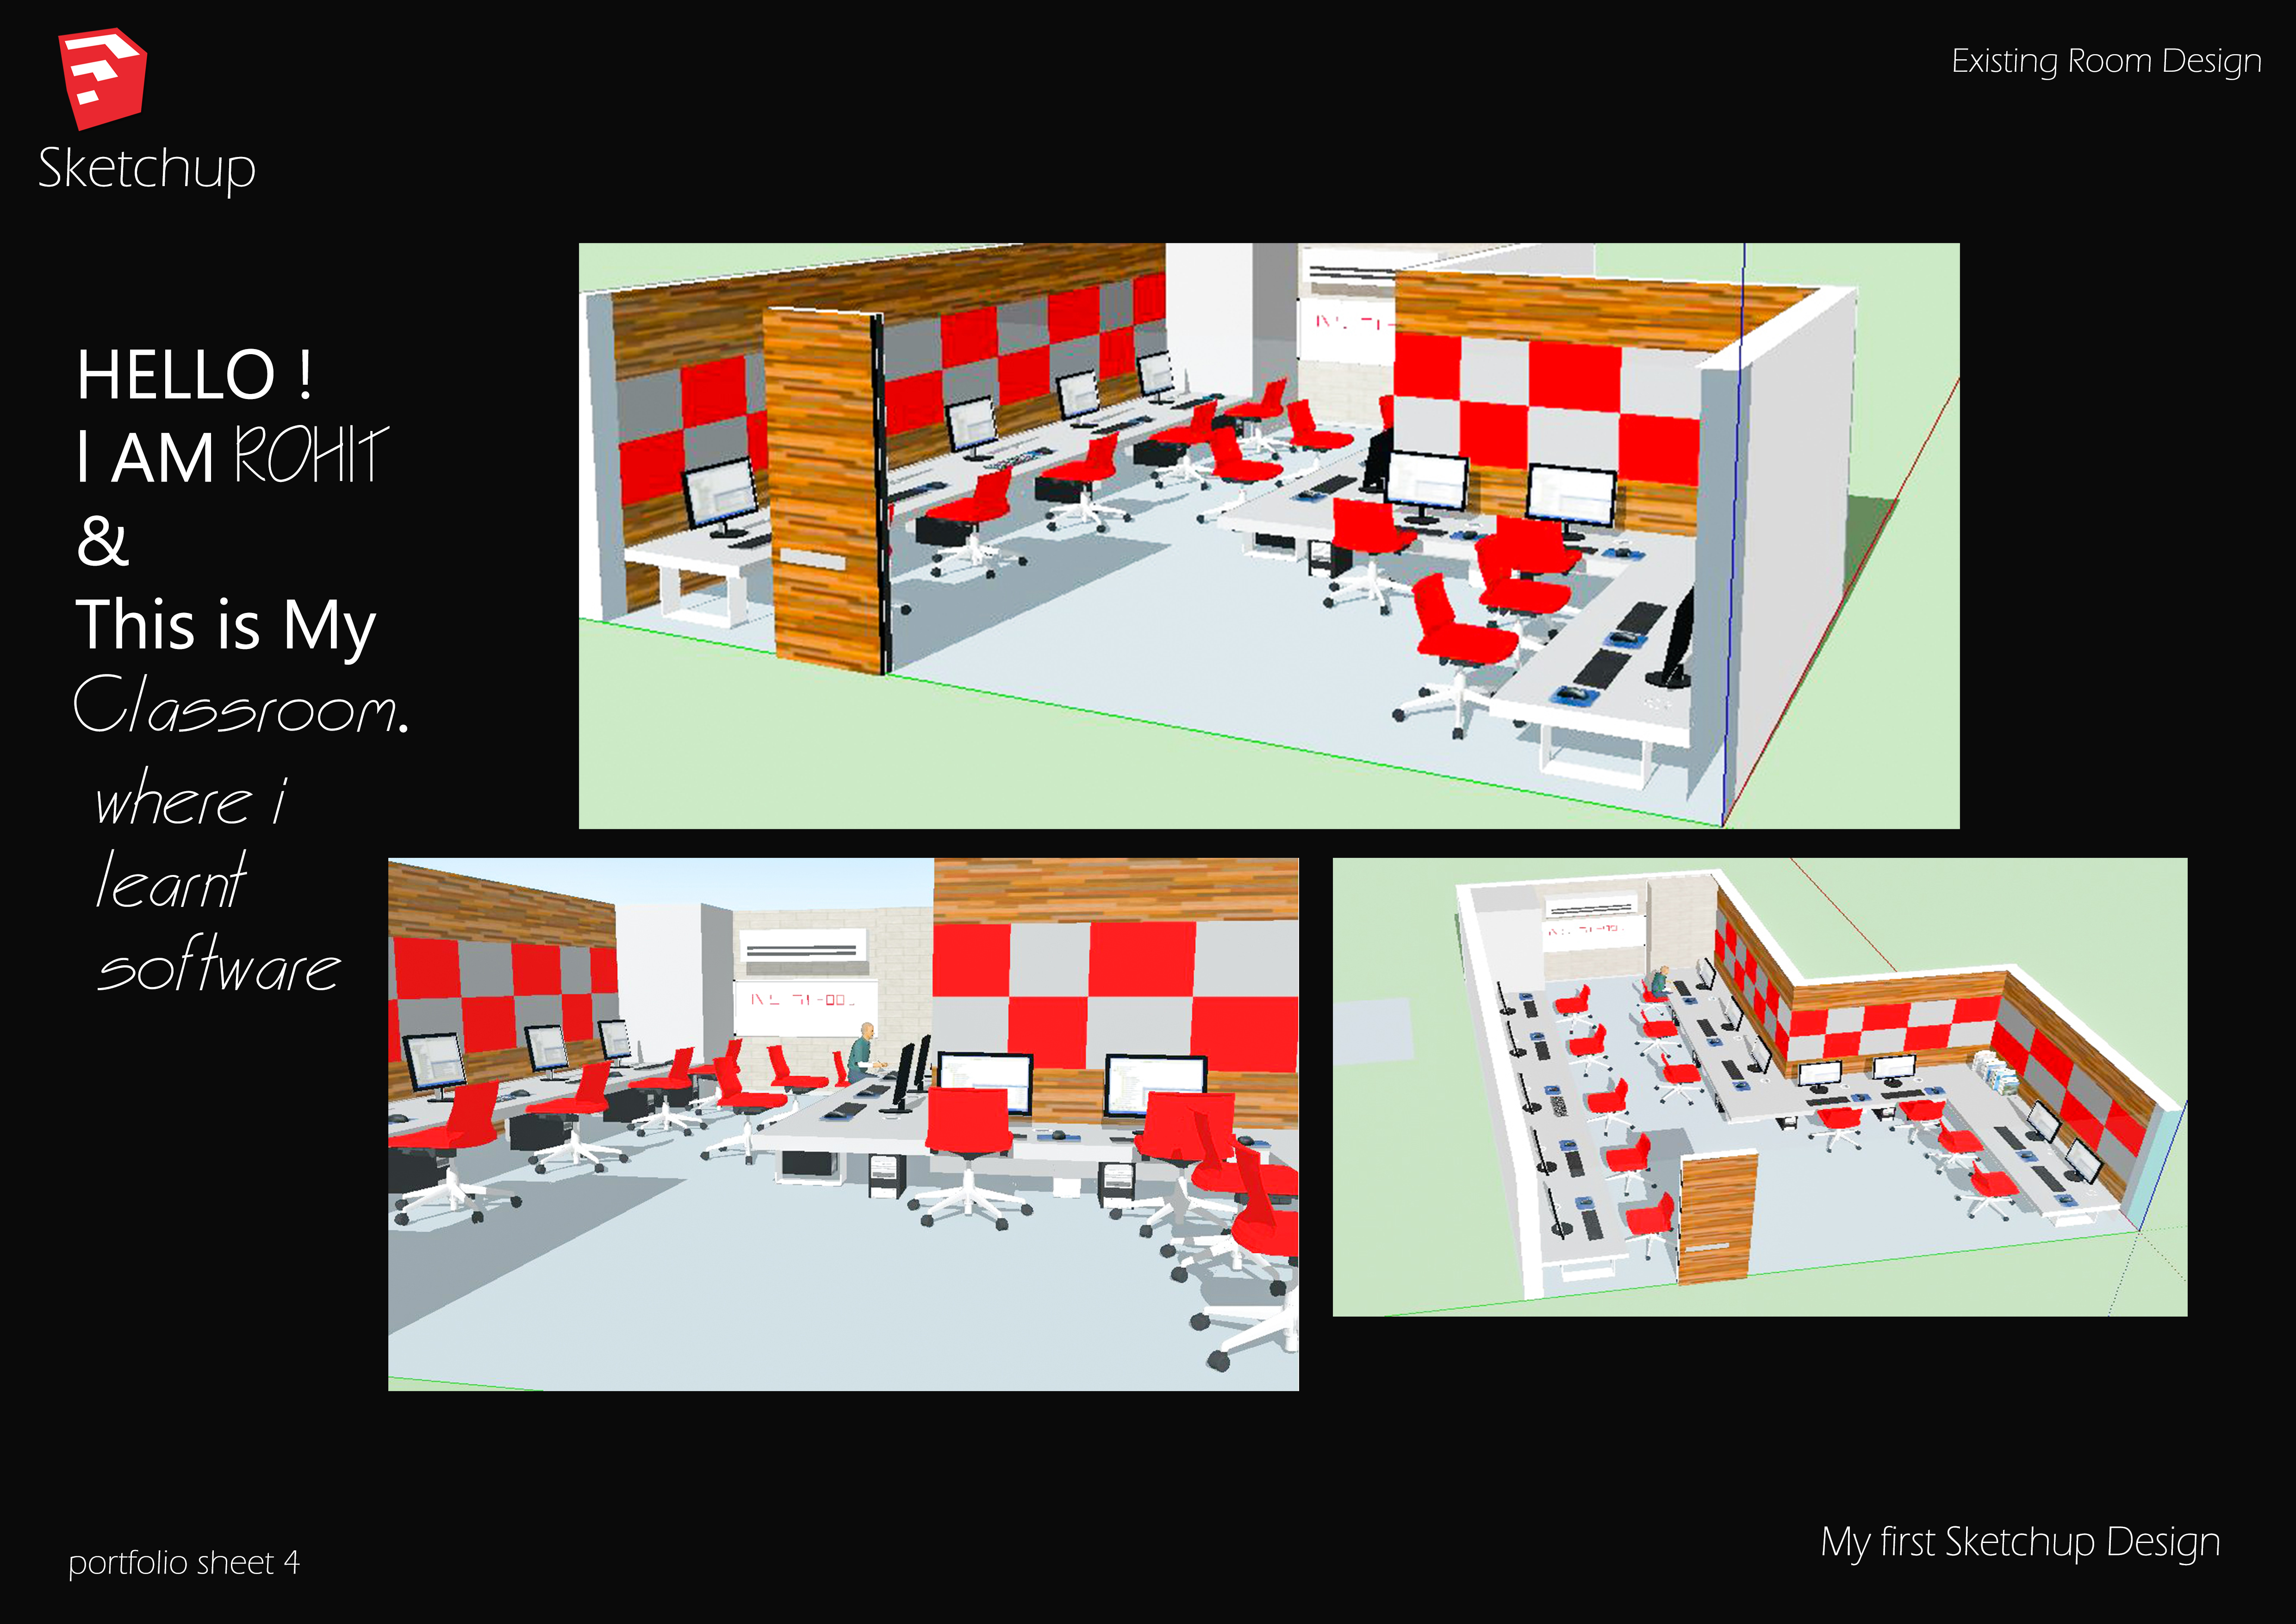 Sketchup
Existing Room Design
HELLO !
I AM ROHIT
&
This is My
Classroom.
where i
learnt
software
portfolio sheet 4
My first Sketchup Design